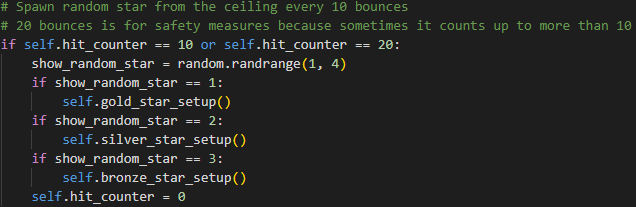 # Spawn random star from the ceiling every 10 bounces
# 20 bounces is for safety measures because sometimes it counts up to more than 10
if self.hit_counter == 10 or self.hit_counter == 20:
    show_random_star = random.randrange(1, 4)
    if show_random_star == 1:
        self.gold_star_setup()
    if show_random_star == 2:
        self.silver_star_setup()
    if show_random_star == 3:
        self.bronze_star_setup()
    self.hit_counter = 0